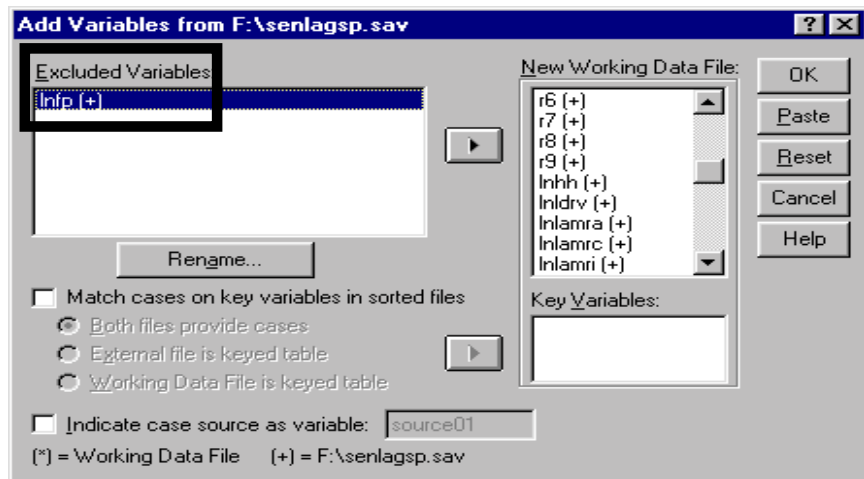 Add Variables from F:\senlagsp.sav
Excluded Variables
lnfp (+)
Rename...
New Working Data File:
r6 (+)
r7 (+)
r8 (+)
r9 (+)
lnhh (+)
lnldrv (+)
lnlamra (+)
lnlamrc (+)
lnlamri (+)
OK
Paste
Reset
Cancel
Help
Match cases on key variables in sorted files
Both files provide cases
External file is keyed table
Working Data File is keyed table
Key Variables:
Indicate case source as variable: source01
(*) = Working Data File (+) = F:\senlagsp.sav